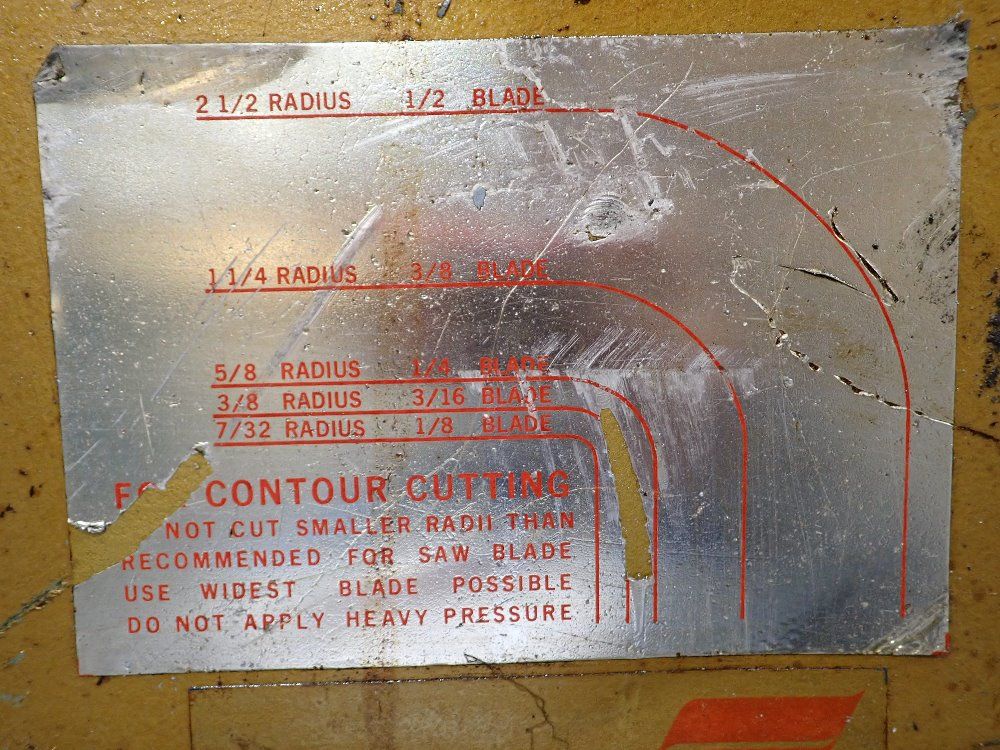 2 1/2 RADIUS 1/2 BLADE
1 1/4 RADIUS 3/8 BLADE
5/8 RADIUS 1/4 BLADE
3/8 RADIUS 3/16 BLADE
7/32 RADIUS 1/8 BLADE
FOR CONTOUR CUTTING
NOT CUT SMALLER RADII THAN
RECOMMENDED FOR SAW BLADE
USE WIDEST BLADE POSSIBLE
DO NOT APPLY HEAVY PRESSURE